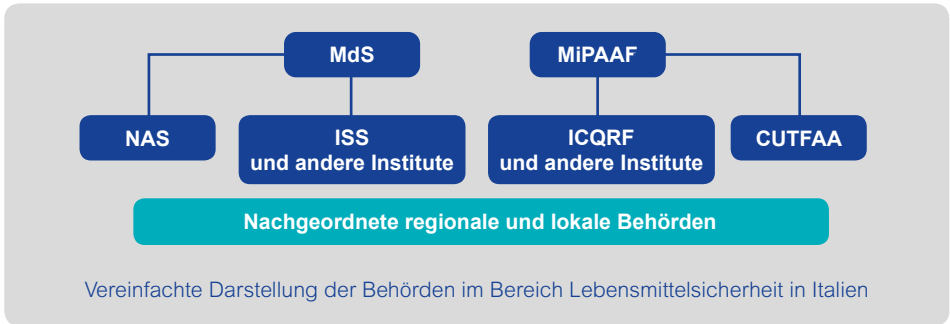 MdS
MiPAAF
NAS
ISS
und andere Institute
ICQRF
und andere Institute
CUTFAA
Nachgeordnete regionale und lokale Behörden
Vereinfachte Darstellung der Behörden im Bereich Lebensmittelsicherheit in Italien